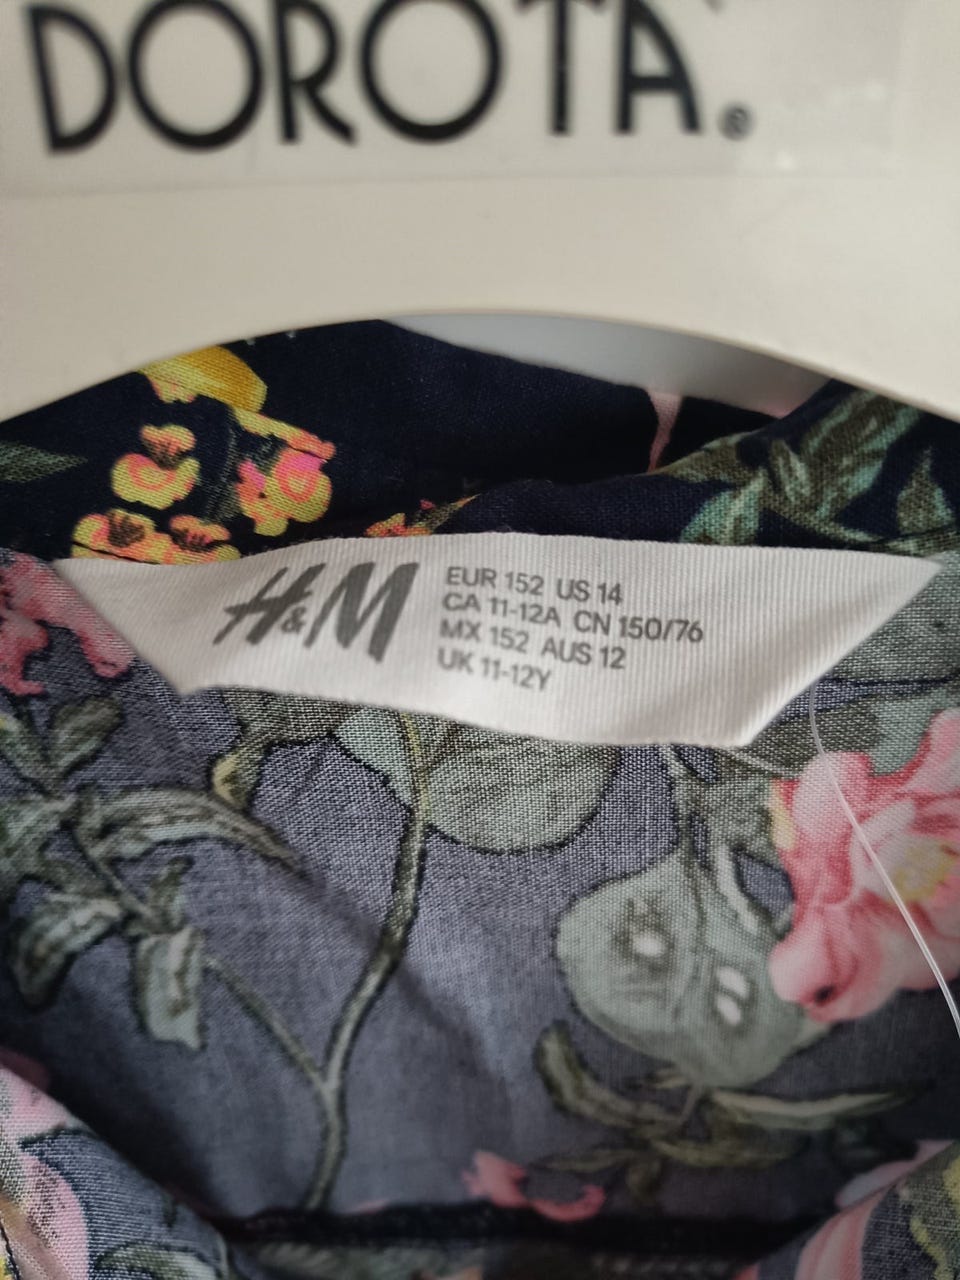 DOROTA®
H&M
EUR 152 US 14
CA 11-12A CN 150/76
MX 152 AUS 12
UK 11-12Y